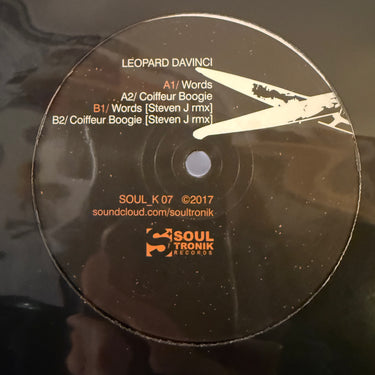 LEOPARD DAVINCI
A1/ Words
A2/ Coiffeur Boogie
B1/ Words [Steven J rmx]
B2/ Coiffeur Boogie [Steven J rmx]
SOUL_K 07 ©2017
soundcloud.com/soultronik
SOUL
TRONIK
RECORDS